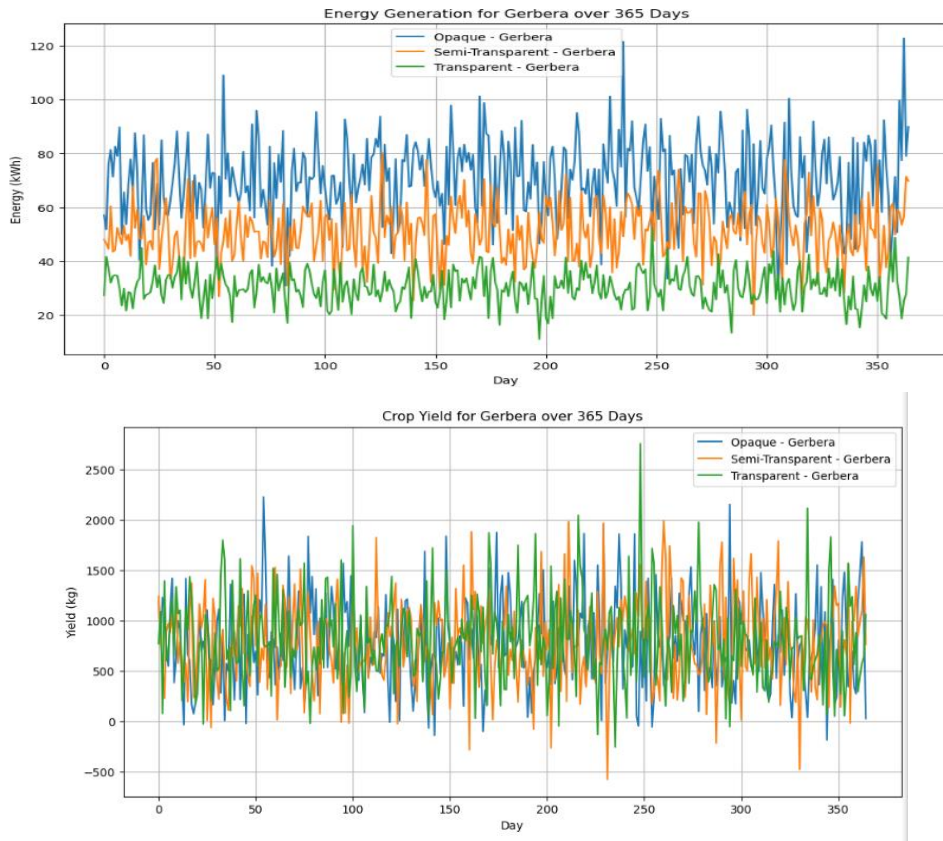 Energy Generation for Gerbera over 365 Days
Opaque - Gerbera
Semi-Transparent - Gerbera
Transparent - Gerbera
Energy (kWh)
120
100
80
60
40
20
0
50
100
150
200
250
300
350
Day
Crop Yield for Gerbera over 365 Days
Opaque - Gerbera
Semi-Transparent - Gerbera
Transparent - Gerbera
Yield (kg)
2500
2000
1500
1000
500
0
−500
0
50
100
150
200
250
300
350
Day